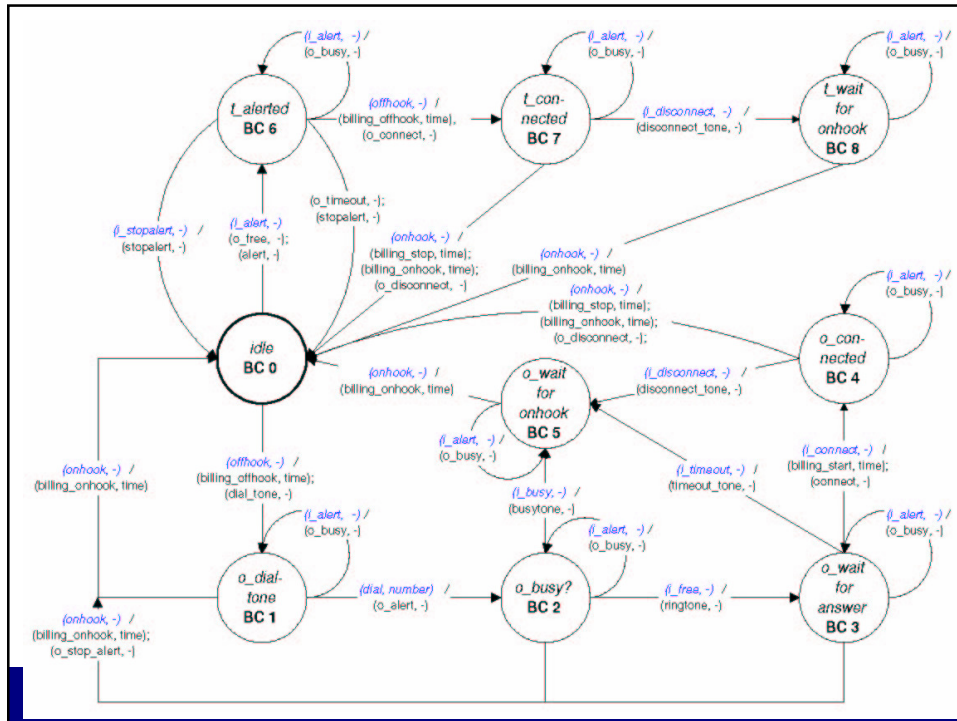 (i_alert, -) /
(o_busy, -)
(i_alert, -) /
(o_busy, -)
(i_alert, -) /
(o_busy, -)
t_alerted
BC 6
(offhook, -) /
(billing_offhook, time),
(o_connect, -)
t_con-
nected
BC 7
(i_disconnect, -) /
(disconnect_tone, -)
t_wait
for
onhook
BC 8
(i_stopalert, -) /
(stopalert, -)
(i_alert, -)
(o_free, -);
(alert, -)
(o_timeout, -);
(stopalert, -)
(onhook, -) /
(billing_stop, time);
(billing_onhook, time);
(o_disconnect, -)
(onhook, -) /
(billing_onhook, time)
(onhook, -) /
(billing_stop, time);
(billing_onhook, time);
(o_disconnect, -);
(i_alert, -) /
(o_busy, -)
idle
BC 0
o_con-
nected
BC 4
(onhook, -) /
(billing_onhook, time)
o_wait
for
onhook
BC 5
(i_disconnect, -) /
(disconnect_tone, -)
(i_alert, -) /
(o_busy, -)
(onhook, -) /
(billing_onhook, time)
(offhook, -) /
(billing_offhook, time);
(dial_tone, -)
(i_busy, -) /
(busytone, -)
(i_timeout, -) /
(timeout_tone, -)
(i_connect, -) /
(billing_start, time);
(connect, -)
(i_alert, -) /
(o_busy, -)
(i_alert, -) /
(o_busy, -)
(i_alert, -) /
(o_busy, -)
o_dial-
tone
BC 1
(dial, number) /
(o_alert, -)
o_busy?
BC 2
(i_free, -) /
(ringtone, -)
o_wait
for
answer
BC 3
(onhook, -) /
(billing_onhook, time);
(o_stop_alert, -)